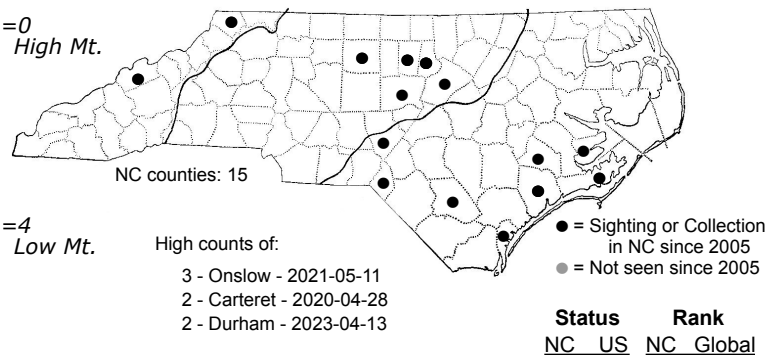 =0
High Mt.
NC counties: 15
=4
Low Mt.
High counts of:
3 - Onslow - 2021-05-11
2 - Carteret - 2020-04-28
2 - Durham - 2023-04-13
● = Sighting or Collection
in NC since 2005
● = Not seen since 2005
Status Rank
NC US NC Global